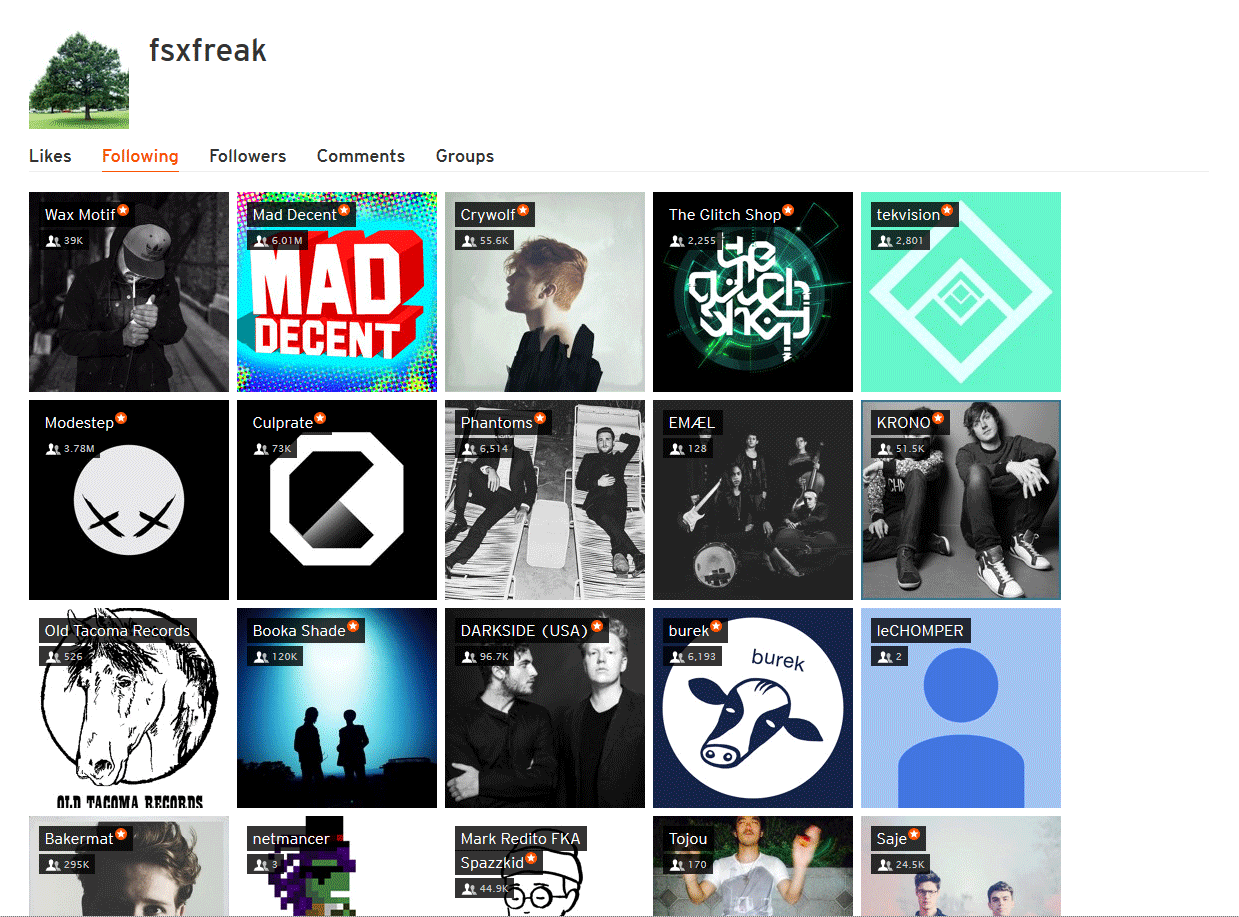 fsxfreak
Likes Following Followers Comments Groups
Wax Motif
39K
MAD
DECENT
Mad Decent
6.01M
Crywolf
55.6K
The Glitch Shop
2,255
the
glitch
shop
tekvision
2,801
Modestep
3.78M
Culprate
73K
Phantoms
6,514
EMÆL
128
KRONO
51.5K
Old Tacoma Records
526
OLD TACOMA RECORDS
Booka Shade
120K
DARKSIDE (USA)
96.7K
burek
6,193
burek
leCHOMPER
2
Bakermat
295K
netmancer
3
Mark Redito FKA
Spazzkid
44.9K
Tojou
170
Saje
24.5K